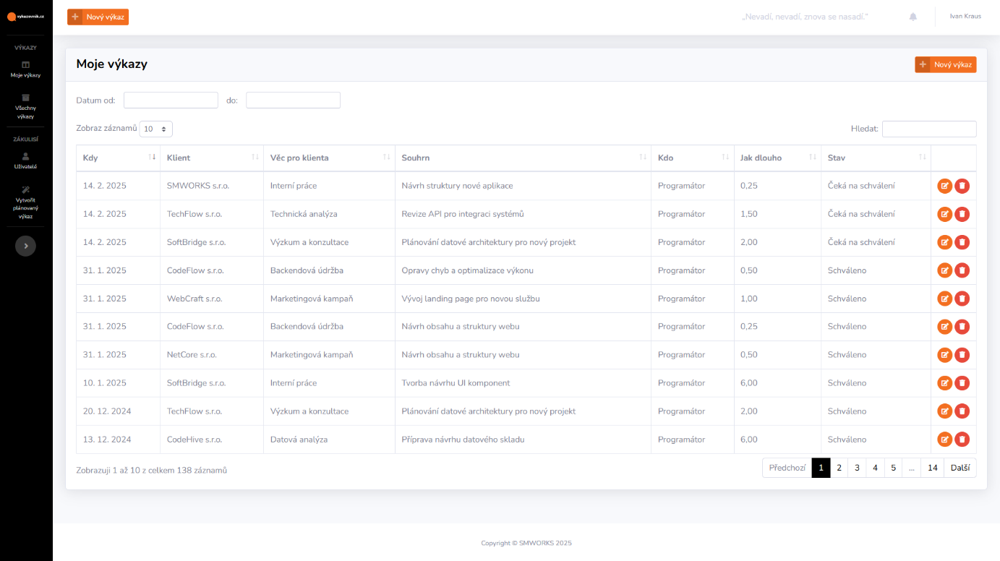 vykazovnik.cz
Nový výkaz
„Nevadí, nevadí, znova se nasadí.“
Ivan Kraus
VÝKAZY
Moje výkazy
Všechny
výkazy
ZÁKULISÍ
Uživatelé
Vytvořit
plánovaný
výkaz
Moje výkazy
Nový výkaz
Datum od: do:
Zobraz záznamů 10 Hledat:
Kdy Klient Věc pro klienta Souhrn Kdo Jak dlouho Stav
14. 2. 2025 SMWORKS s.r.o. Interní práce Návrh struktury nové aplikace Programátor 0,25 Čeká na schválení
14. 2. 2025 TechFlow s.r.o. Technická analýza Revize API pro integraci systémů Programátor 1,50 Čeká na schválení
14. 2. 2025 SoftBridge s.r.o. Výzkum a konzultace Plánování datové architektury pro nový projekt Programátor 2,00 Čeká na schválení
31. 1. 2025 CodeFlow s.r.o. Backendová údržba Opravy chyb a optimalizace výkonu Programátor 0,50 Schváleno
31. 1. 2025 WebCraft s.r.o. Marketingová kampaň Vývoj landing page pro novou službu Programátor 1,00 Schváleno
31. 1. 2025 CodeFlow s.r.o. Backendová údržba Návrh obsahu a struktury webu Programátor 0,25 Schváleno
31. 1. 2025 NetCore s.r.o. Marketingová kampaň Návrh obsahu a struktury webu Programátor 0,50 Schváleno
10. 1. 2025 SoftBridge s.r.o. Interní práce Tvorba návrhu UI komponent Programátor 6,00 Schváleno
20. 12. 2024 TechFlow s.r.o. Výzkum a konzultace Plánování datové architektury pro nový projekt Programátor 2,00 Schváleno
13. 12. 2024 CodeHive s.r.o. Datová analýza Příprava návrhu datového skladu Programátor 6,00 Schváleno
Zobrazuji 1 až 10 z celkem 138 záznamů
Předchozí 1 2 3 4 5 … 14 Další
Copyright © SMWORKS 2025